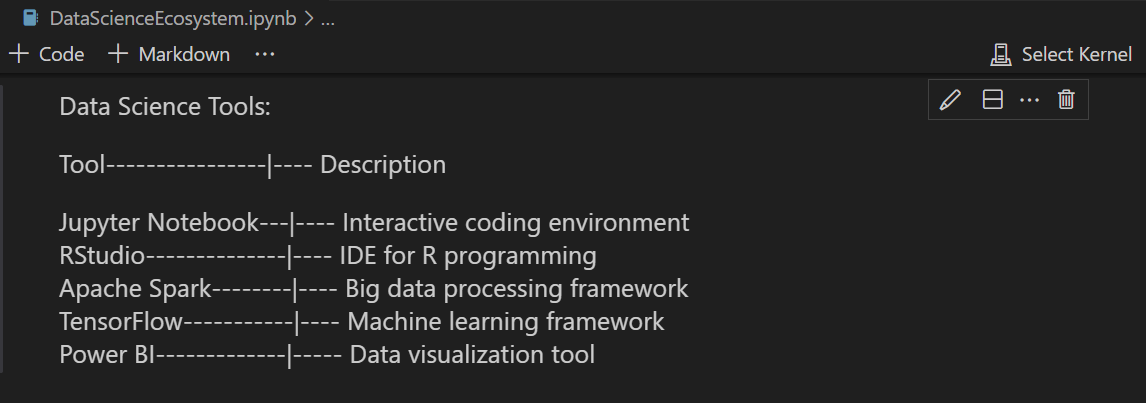 DataScienceEcosystem.ipynb > ...
+ Code + Markdown ... Select Kernel
Data Science Tools:
Tool----------------|---- Description
Jupyter Notebook---|---- Interactive coding environment
RStudio--------------|---- IDE for R programming
Apache Spark--------|---- Big data processing framework
TensorFlow-----------|---- Machine learning framework
Power BI-------------|----- Data visualization tool